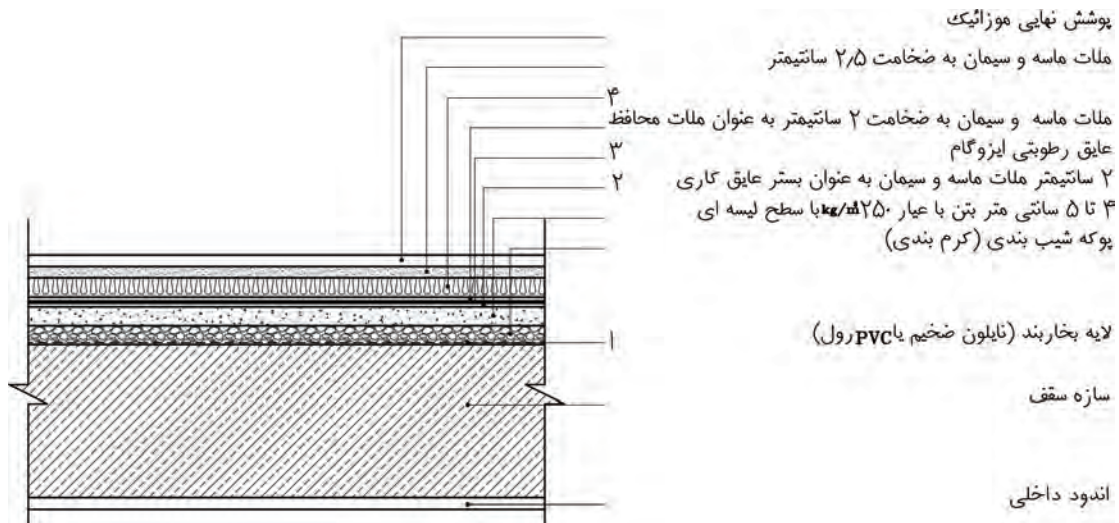 پوشش نهایی موزائیک
ملات ماسه و سیمان به ضخامت ۲٫۵ سانتیمتر
۴
ملات ماسه و سیمان به ضخامت ۲ سانتیمتر به عنوان ملات محافظ
عایق رطوبتی ایزوگام
۳
۲ سانتیمتر ملات ماسه و سیمان به عنوان بستر عایق کاری
۲
۴ تا ۵ سانتی متر بتن با عیار ۲۵۰kg/m³ با سطح لیسه ای
پوکه شیب بندی (کرم بندی)
لایه بخاربند (نایلون ضخیم یا PVC رول)
۱
سازه سقف
اندود داخلی